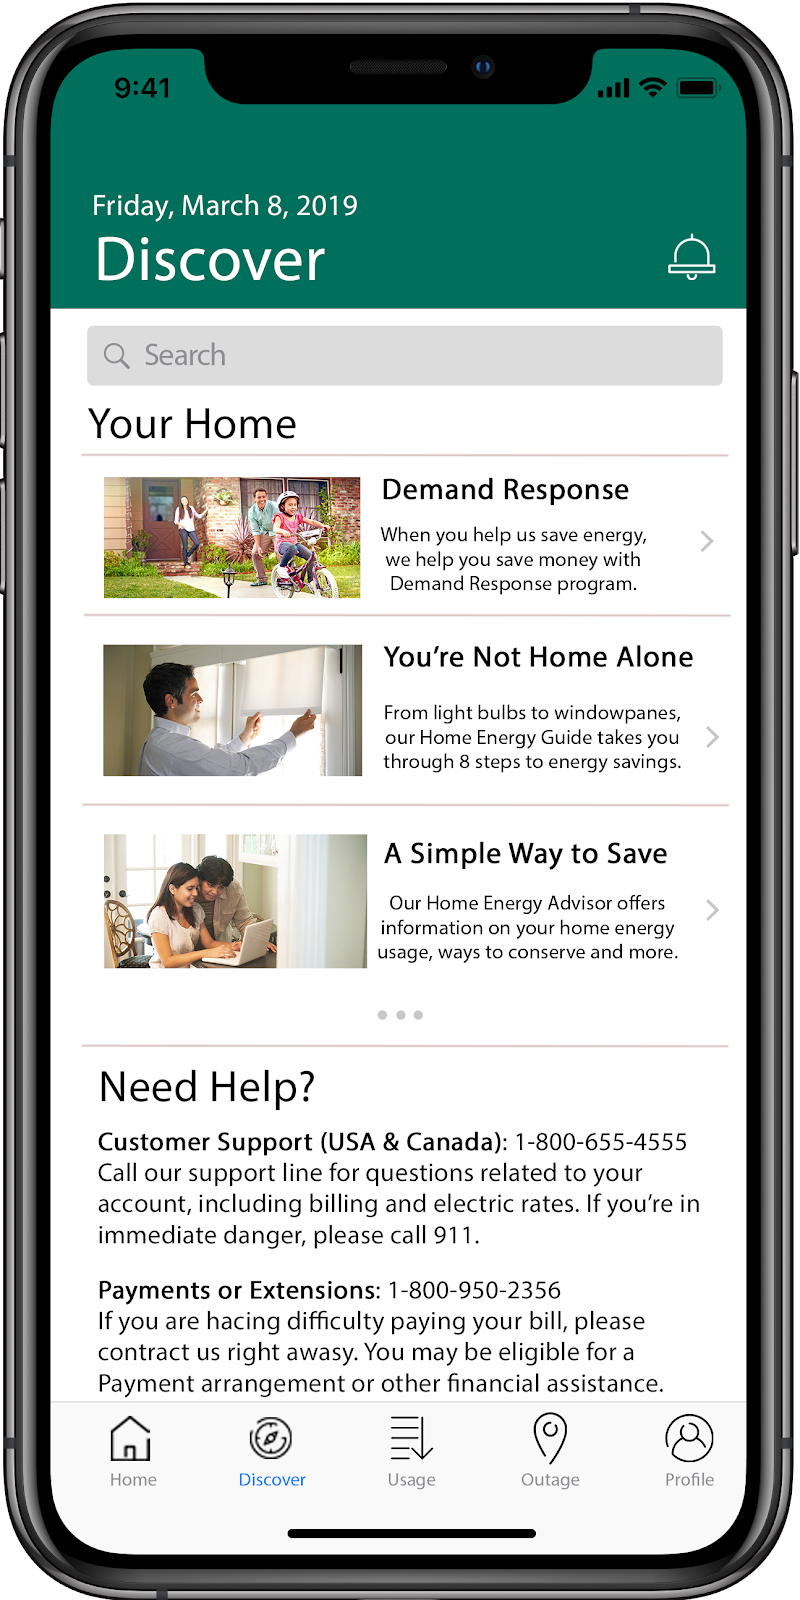 9:41
Friday, March 8, 2019
Discover
Search
Your Home
Demand Response
When you help us save energy,
we help you save money with
Demand Response program.
You’re Not Home Alone
From light bulbs to windowpanes,
our Home Energy Guide takes you
through 8 steps to energy savings.
A Simple Way to Save
Our Home Energy Advisor offers
information on your home energy
usage, ways to conserve and more.
Need Help?
Customer Support (USA & Canada): 1-800-655-4555
Call our support line for questions related to your
account, including billing and electric rates. If you’re in
immediate danger, please call 911.
Payments or Extensions: 1-800-950-2356
If you are hacing difficulty paying your bill, please
contract us right awasy. You may be eligible for a
Payment arrangement or other financial assistance.
Home
Discover
Usage
Outage
Profile